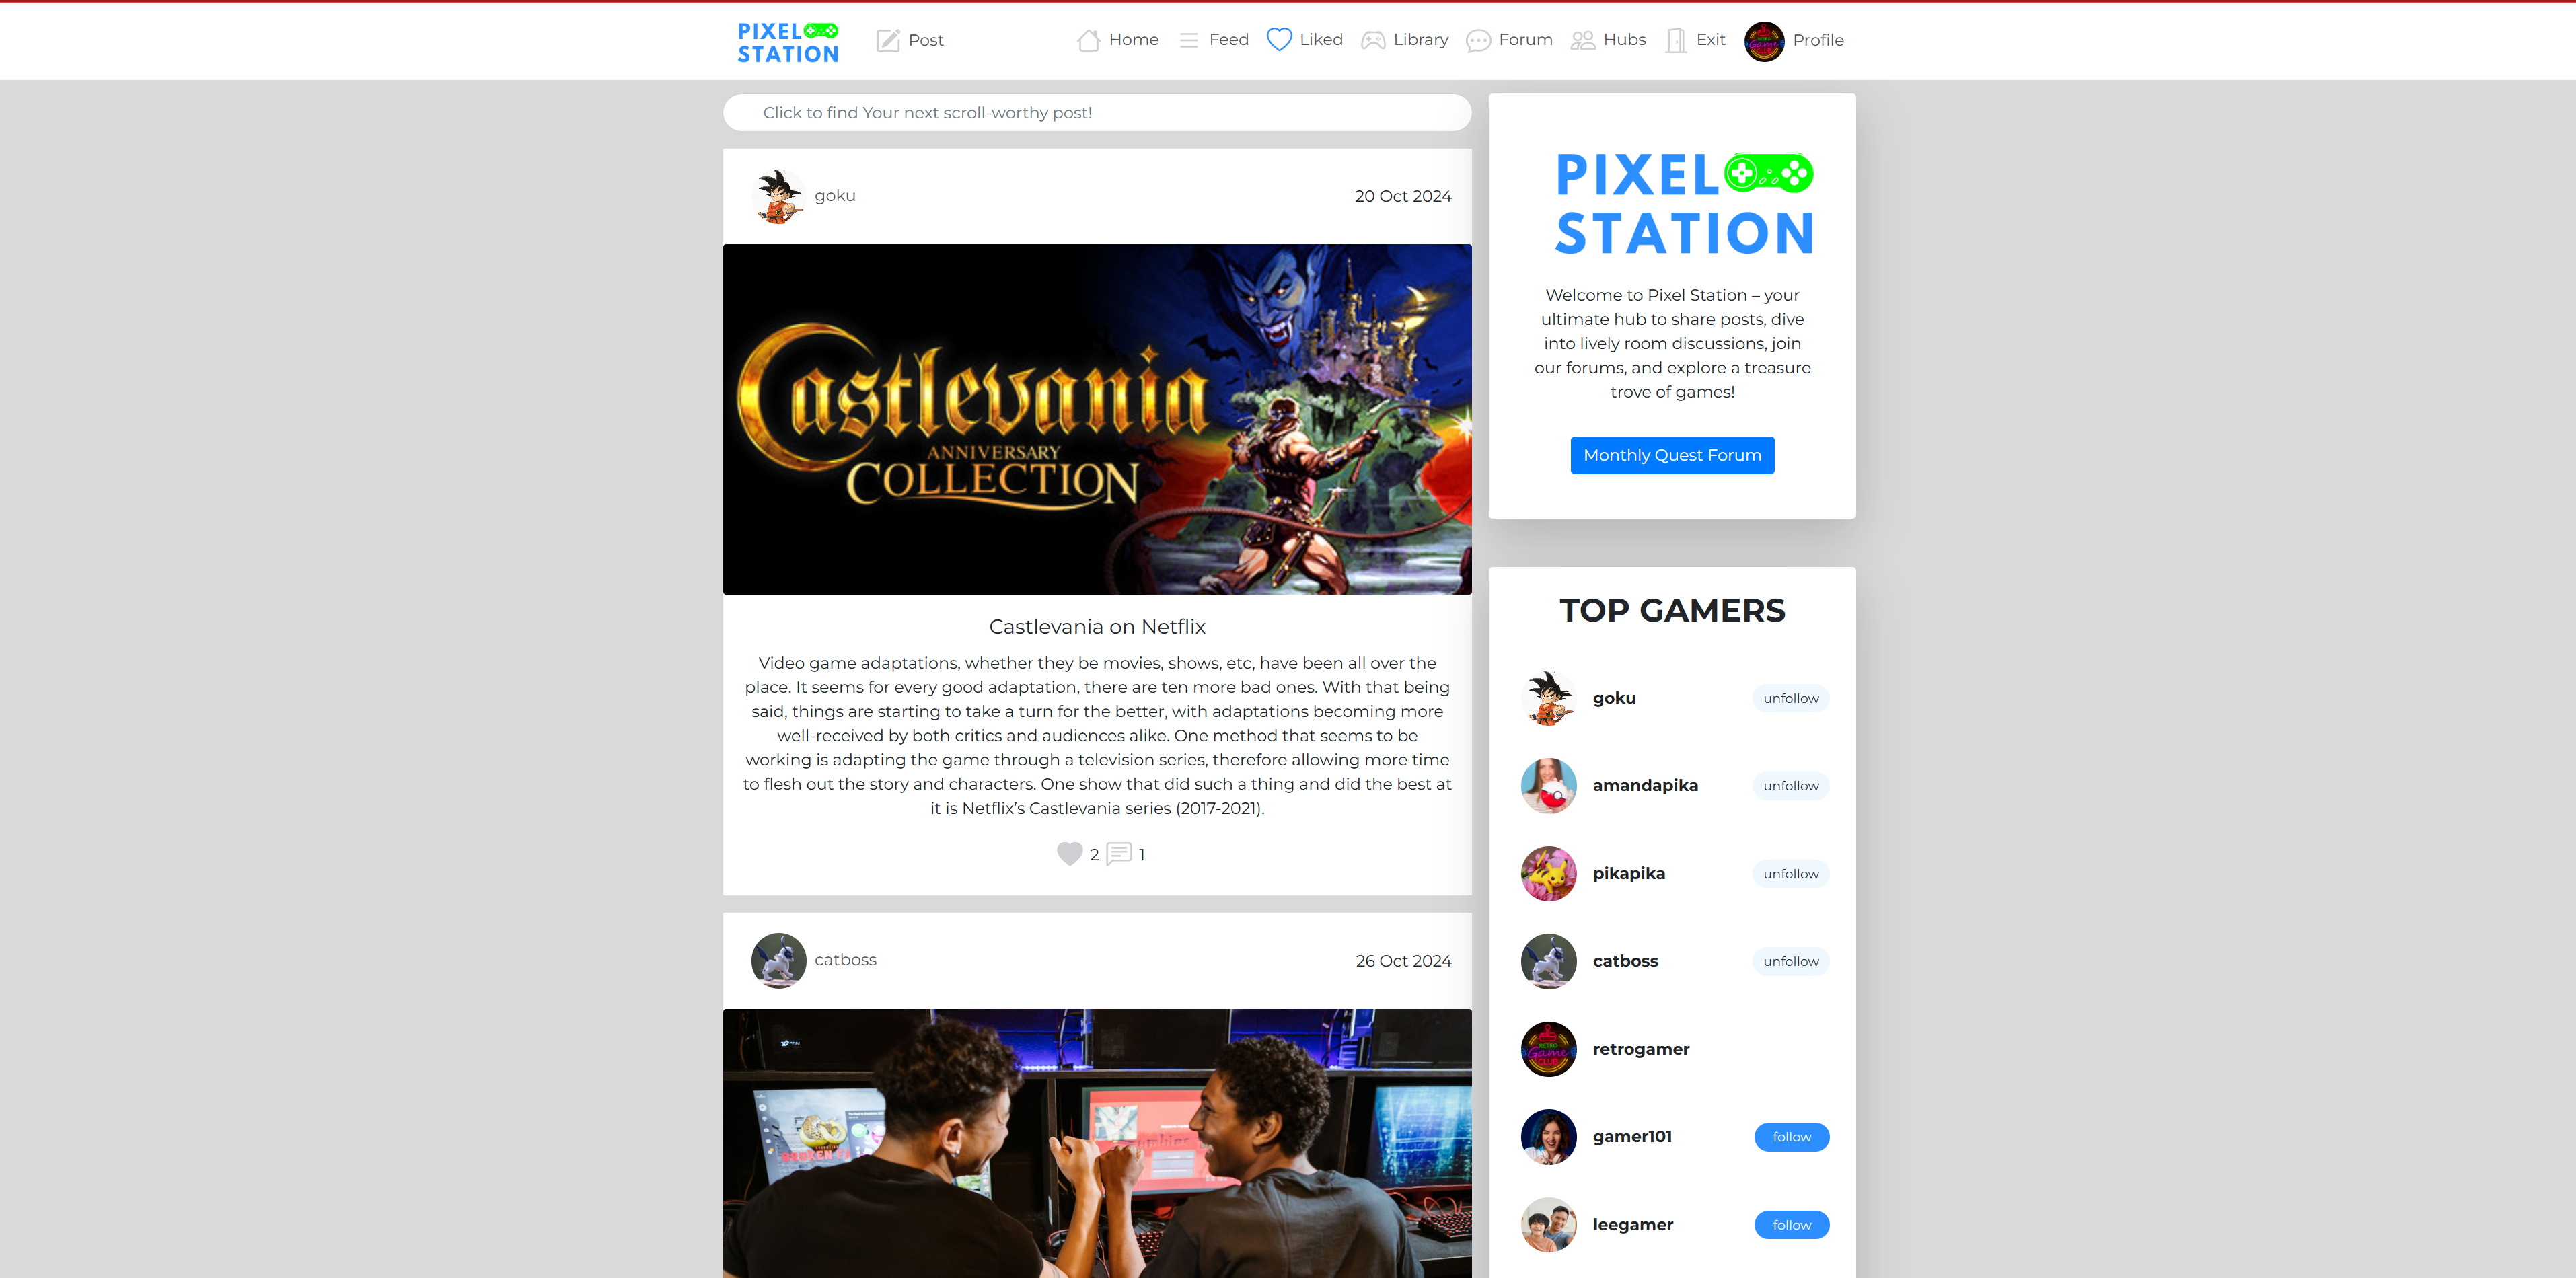 PIXEL
STATION
Post
Home
Feed
Liked
Library
Forum
Hubs
Exit
Profile
Click to find Your next scroll-worthy post!
goku
20 Oct 2024
Castlevania
ANNIVERSARY
COLLECTION
Castlevania on Netflix
Video game adaptations, whether they be movies, shows, etc, have been all over the
place. It seems for every good adaptation, there are ten more bad ones. With that being
said, things are starting to take a turn for the better, with adaptations becoming more
well-received by both critics and audiences alike. One method that seems to be
working is adapting the game through a television series, therefore allowing more time
to flesh out the story and characters. One show that did such a thing and did the best at
it is Netflix’s Castlevania series (2017-2021).
2
1
catboss
26 Oct 2024
BROKEN
PIXEL
STATION
Welcome to Pixel Station – your
ultimate hub to share posts, dive
into lively room discussions, join
our forums, and explore a treasure
trove of games!
Monthly Quest Forum
TOP GAMERS
goku
unfollow
amandapika
unfollow
pikapika
unfollow
catboss
unfollow
RETRO
Game
CLUB
retrogamer
gamer101
follow
leegamer
follow